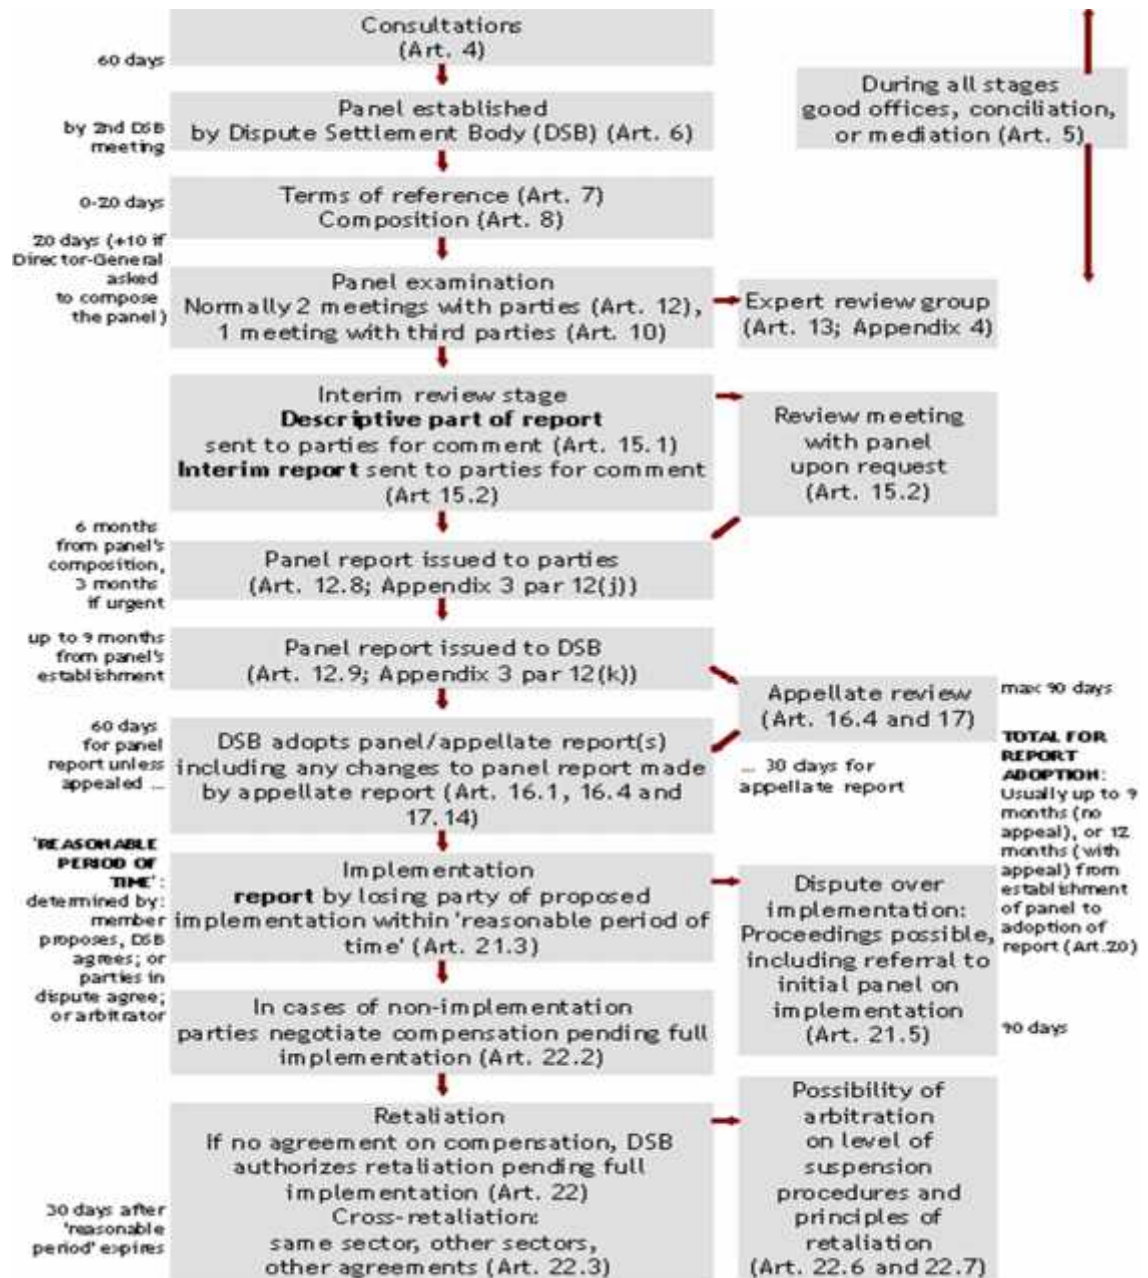 Consultations
(Art. 4)
60 days
During all stages
good offices, conciliation,
or mediation (Art. 5)
Panel established
by Dispute Settlement Body (DSB) (Art. 6)
by 2nd DSB
meeting
0-20 days
Terms of reference (Art. 7)
Composition (Art. 8)
20 days (+10 if
Director-General
asked
to compose
the panel)
Panel examination
Normally 2 meetings with parties (Art. 12),
1 meeting with third parties (Art. 10)
Expert review group
(Art. 13; Appendix 4)
Interim review stage
Descriptive part of report
sent to parties for comment (Art. 15.1)
Interim report sent to parties for comment
(Art 15.2)
Review meeting
with panel
upon request
(Art. 15.2)
6 months
from panel's
composition,
3 months
if urgent
Panel report issued to parties
(Art. 12.8; Appendix 3 par 12(j))
up to 9 months
from panel's
establishment
Panel report issued to DSB
(Art. 12.9; Appendix 3 par 12(k))
Appellate review
(Art. 16.4 and 17)
max 90 days
60 days
for panel
report unless
appealed ...
DSB adopts panel/appellate report(s)
including any changes to panel report made
by appellate report (Art. 16.1, 16.4 and
17.14)
... 30 days for
appellate report
TOTAL FOR
REPORT
ADOPTION:
Usually up to 9
months (no
appeal), or 12
months (with
appeal) from
establishment
of panel to
adoption of
report (Art.20)
'REASONABLE
PERIOD OF
TIME':
determined by:
member
proposes, DSB
agrees; or
parties in
dispute agree;
or arbitrator
Implementation
report by losing party of proposed
implementation within 'reasonable period of
time' (Art. 21.3)
Dispute over
implementation:
Proceedings possible,
including referral to
initial panel on
implementation
(Art. 21.5)
90 days
In cases of non-implementation
parties negotiate compensation pending full
implementation (Art. 22.2)
Retaliation
If no agreement on compensation, DSB
authorizes retaliation pending full
implementation (Art. 22)
Cross-retaliation:
same sector, other sectors,
other agreements (Art. 22.3)
30 days after
'reasonable
period' expires
Possibility of
arbitration
on level of
suspension
procedures and
principles of
retaliation
(Art. 22.6 and 22.7)